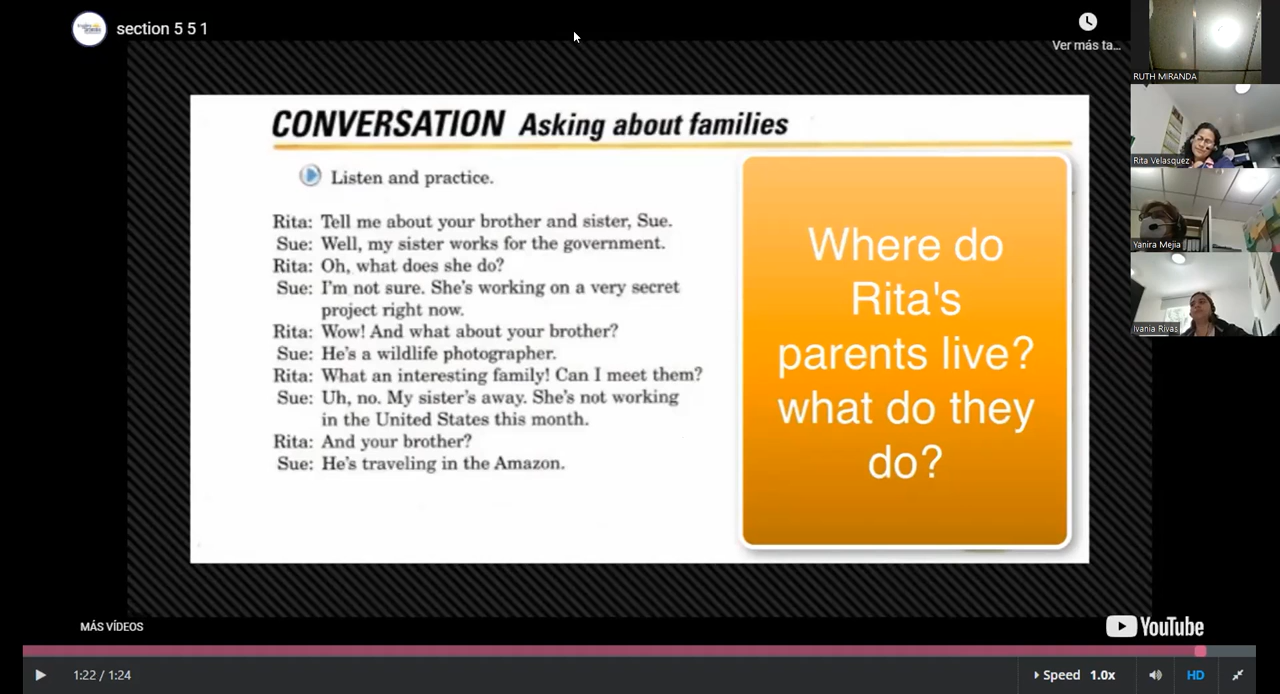 section 5 5 1
Ver más ta...
RUTH MIRANDA
Rita Velasquez
Yanira Mejia
Ivania Rivas
CONVERSATION Asking about families
Listen and practice.
Rita: Tell me about your brother and sister, Sue.
Sue: Well, my sister works for the government.
Rita: Oh, what does she do?
Sue: I'm not sure. She's working on a very secret
project right now.
Rita: Wow! And what about your brother?
Sue: He's a wildlife photographer.
Rita: What an interesting family! Can I meet them?
Sue: Uh, no. My sister's away. She's not working
in the United States this month.
Rita: And your brother?
Sue: He's traveling in the Amazon.
Where do
Rita's
parents live?
what do they
do?
MÁS VÍDEOS
YouTube
1:22 / 1:24
Speed 1.0x
HD